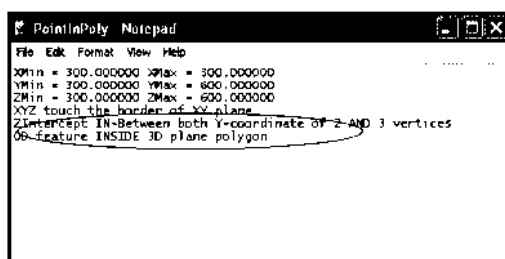 PointInPoly Notepad
File Edit Format View Help
XMin = 300.000000 XMax = 300.000000
YMin = 300.000000 YMax = 600.000000
ZMin = 300.000000 ZMax = 600.000000
XYZ touch the border of XY plane
ZIntercept IN-Between both Y-coordinate of 2 AND 3 vertices
OB feature INSIDE 3D plane polygon